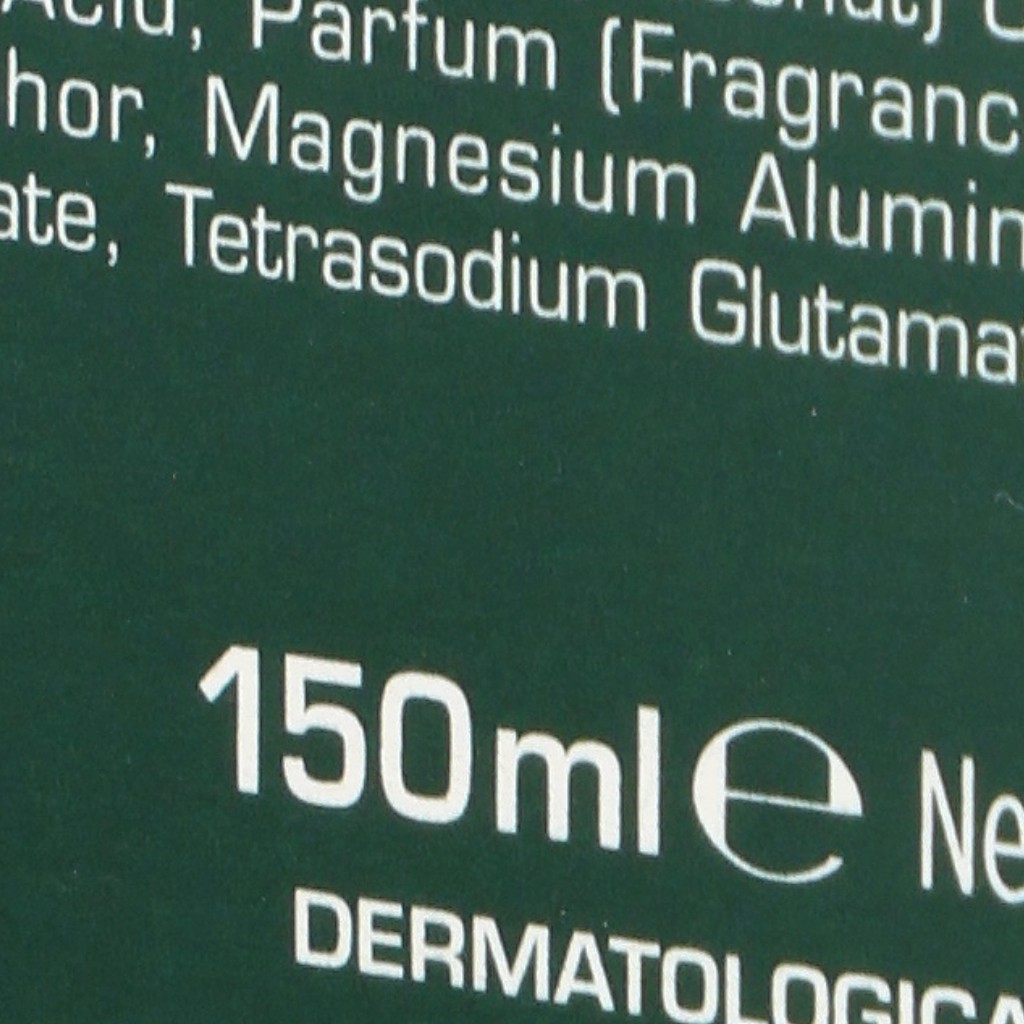 Acid, Parfum (Fragranc
hor, Magnesium Alumin
ate, Tetrasodium Glutama
150ml℮ Ne
DERMATOLOGICA